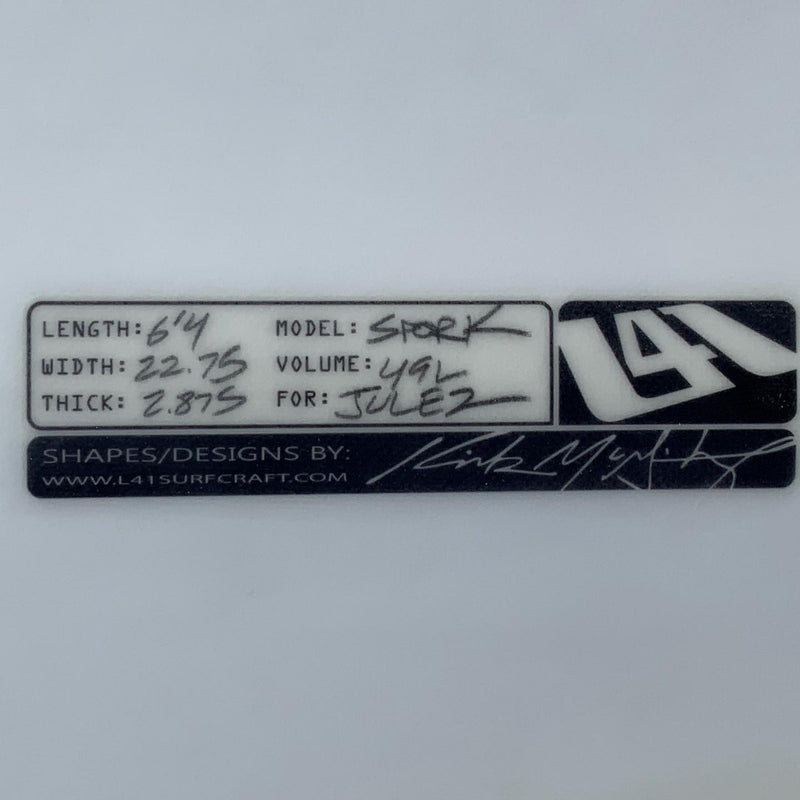 LENGTH: 6'4 MODEL: SPORK
WIDTH: 22.75 VOLUME: 49L
THICK: 2.875 FOR: JULEZ
L41
SHAPES/DESIGNS BY:
WWW.L41SURFCRAFT.COM